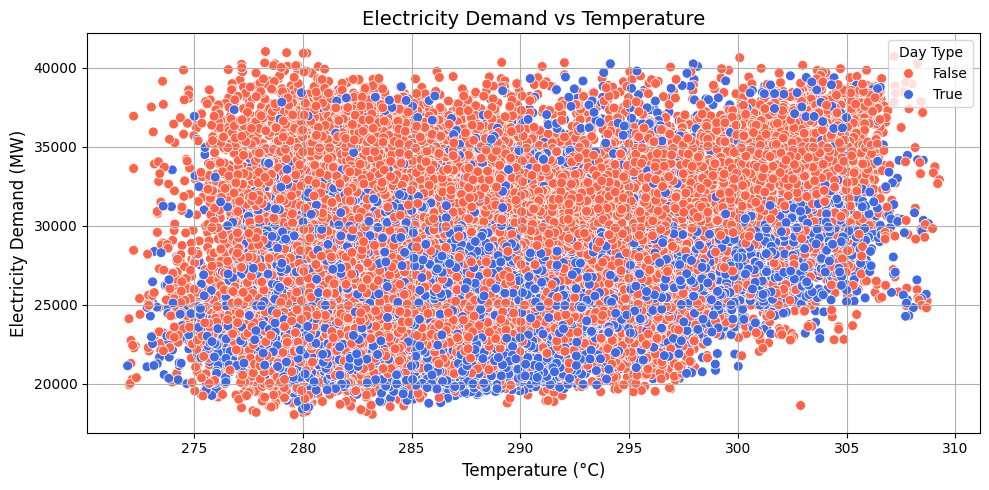 Electricity Demand vs Temperature
Day Type
False
True
Electricity Demand (MW)
40000
35000
30000
25000
20000
275
280
285
290
295
300
305
310
Temperature (°C)